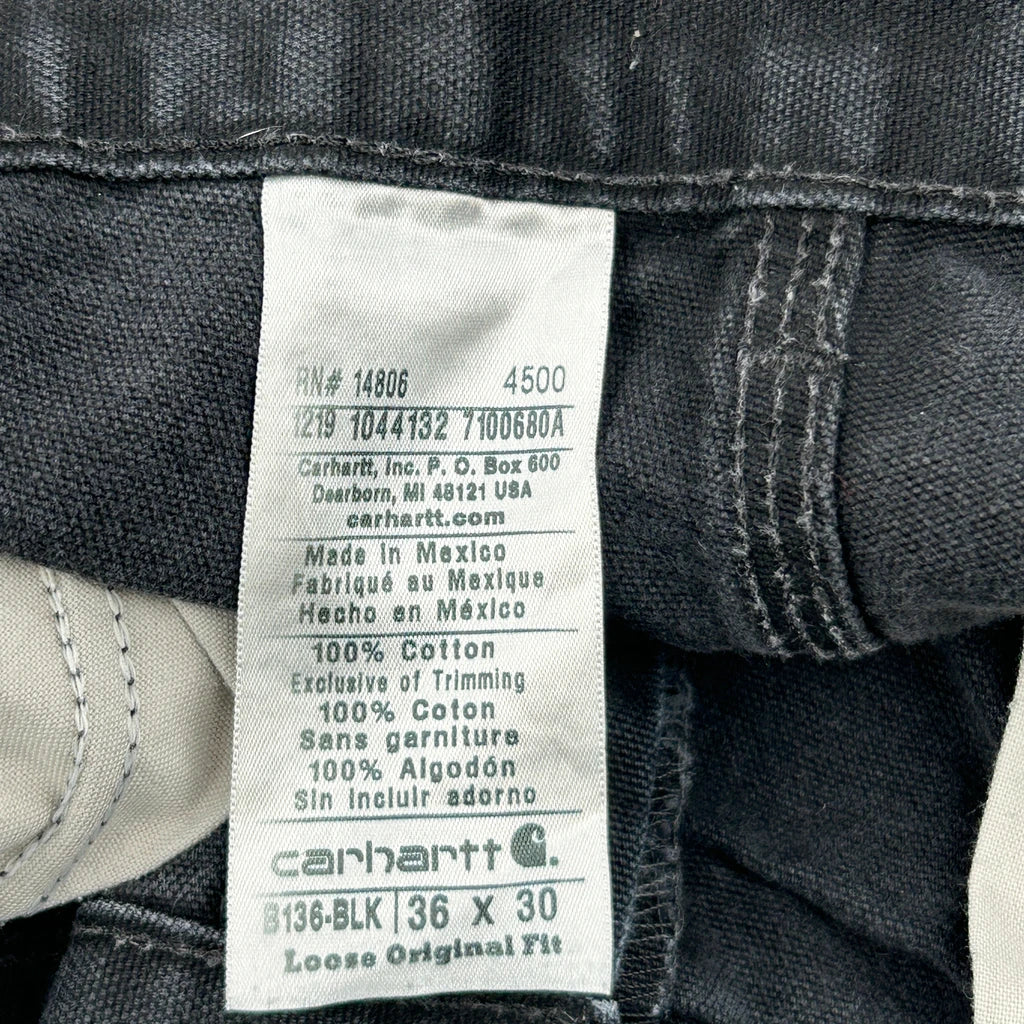 RN# 14806 4500
1219 1044132 7100680A
Carhartt, Inc. P. O. Box 600
Dearborn, MI 48121 USA
carhartt.com
Made in Mexico
Fabriqué au Mexique
Hecho en México
100% Cotton
Exclusive of Trimming
100% Coton
Sans garniture
100% Algodón
Sin incluir adorno
carhartt
B136-BLK | 36 X 30
Loose Original Fit